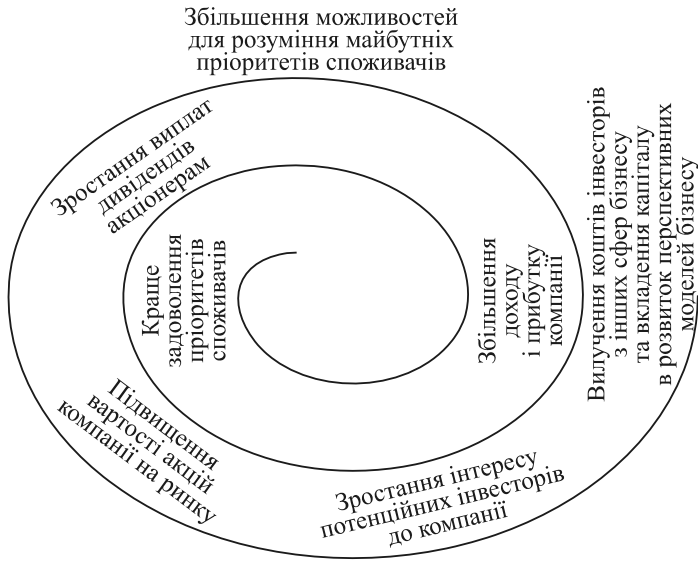 Збільшення можливостей
для розуміння майбутніх
пріоритетів споживачів
Зростання виплат
дивідендів
акціонерам
Краще
задоволення
пріоритетів
споживачів
Збільшення
доходу
і прибутку
компанії
Вилучення коштів інвесторів
з інших сфер бізнесу
та вкладення капіталу
в розвиток перспективних
моделей бізнесу
Підвищення
вартості акцій
компанії на ринку
Зростання інтересу
потенційних інвесторів
до компанії